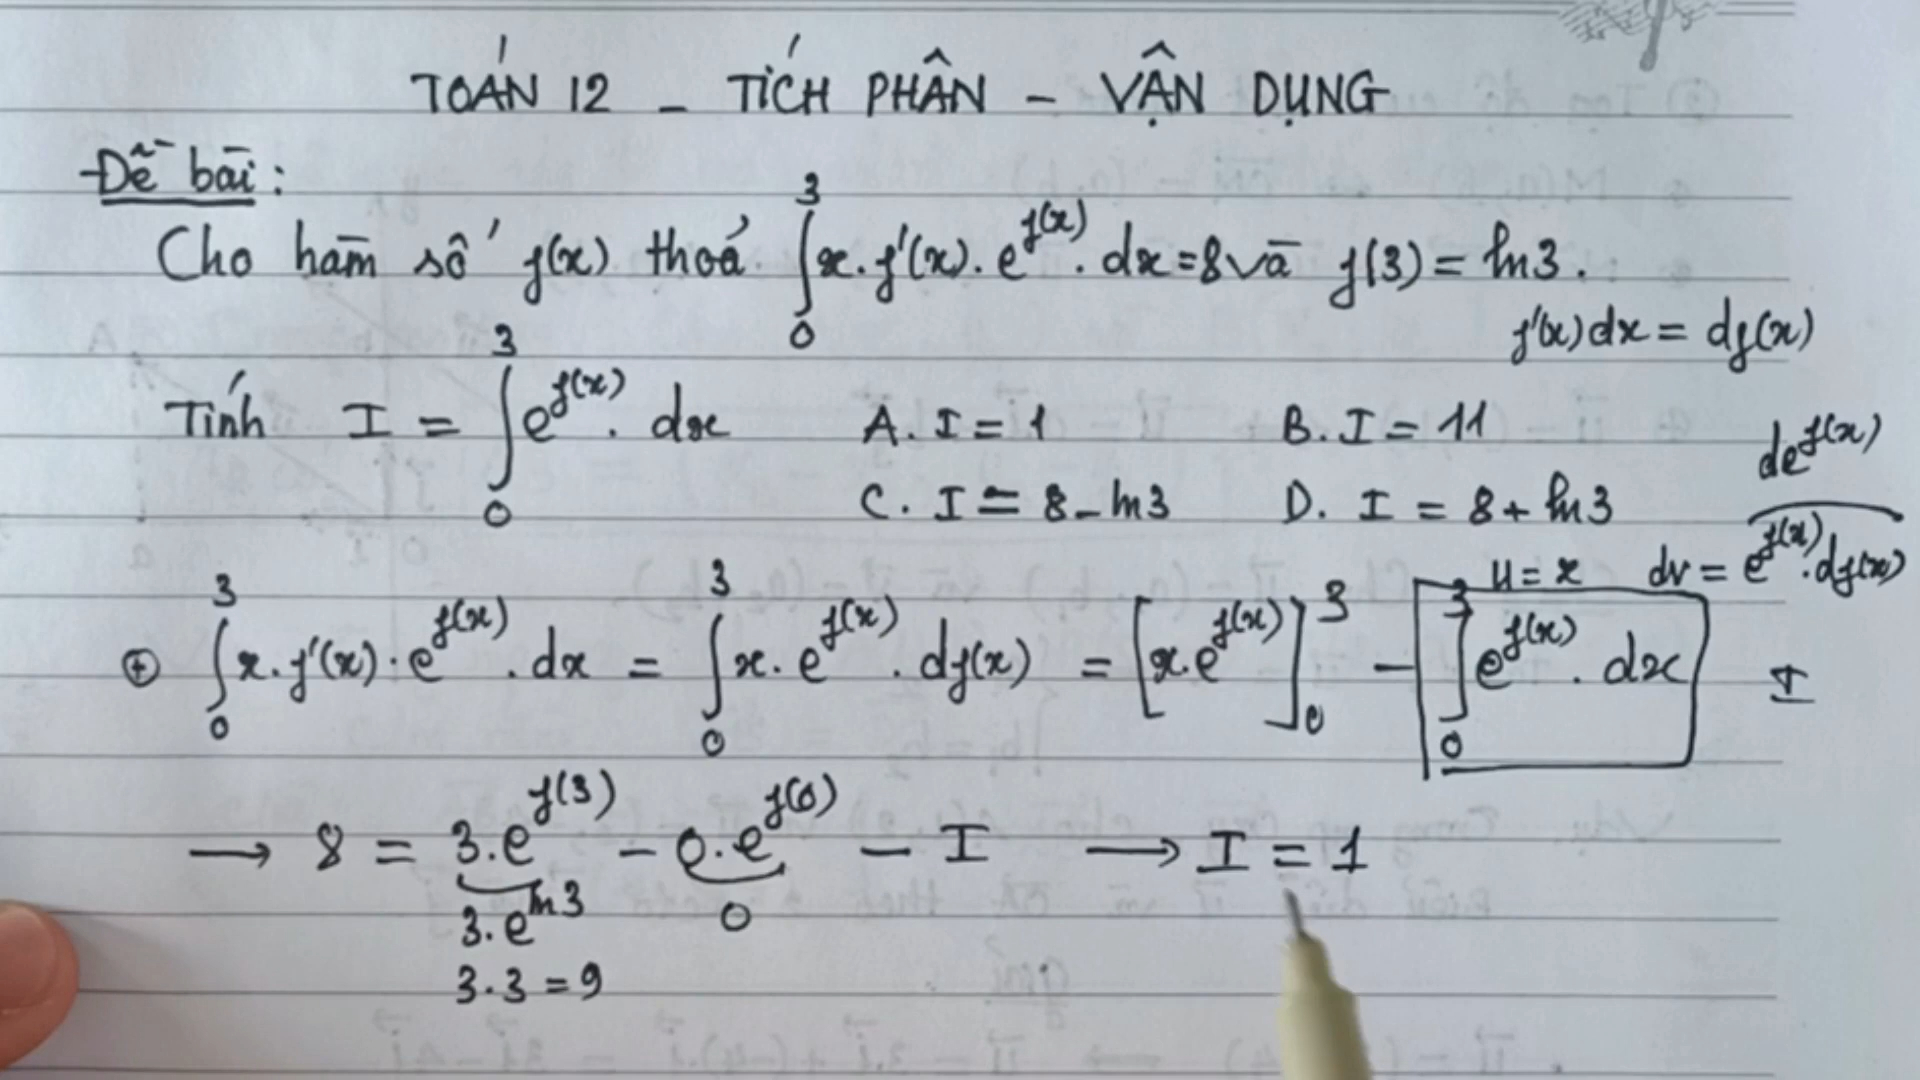 TOÁN 12 - TÍCH PHÂN - VẬN DỤNG
Đề bài:
Cho hàm số f(x) thoả ∫₀³ x.f'(x).e^{f(x)}.dx=8 và f(3) = ln3.
f'(x)dx = df(x)
Tính I = ∫₀³ e^{f(x)}.dx A. I = 1 B. I = 11
de^{f(x)}
C. I = 8-ln3 D. I = 8+ln3
u = x dv = e^{f(x)}.df(x)
⊕ ∫₀³ x.f'(x).e^{f(x)}.dx = ∫₀³ x.e^{f(x)}.df(x) = [x.e^{f(x)}]₀³ - ∫₀³ e^{f(x)}.dx I
→ 8 = 3.e^{f(3)} - 0.e^{f(0)} - I → I = 1
3.e^{ln3} 0
3.3=9